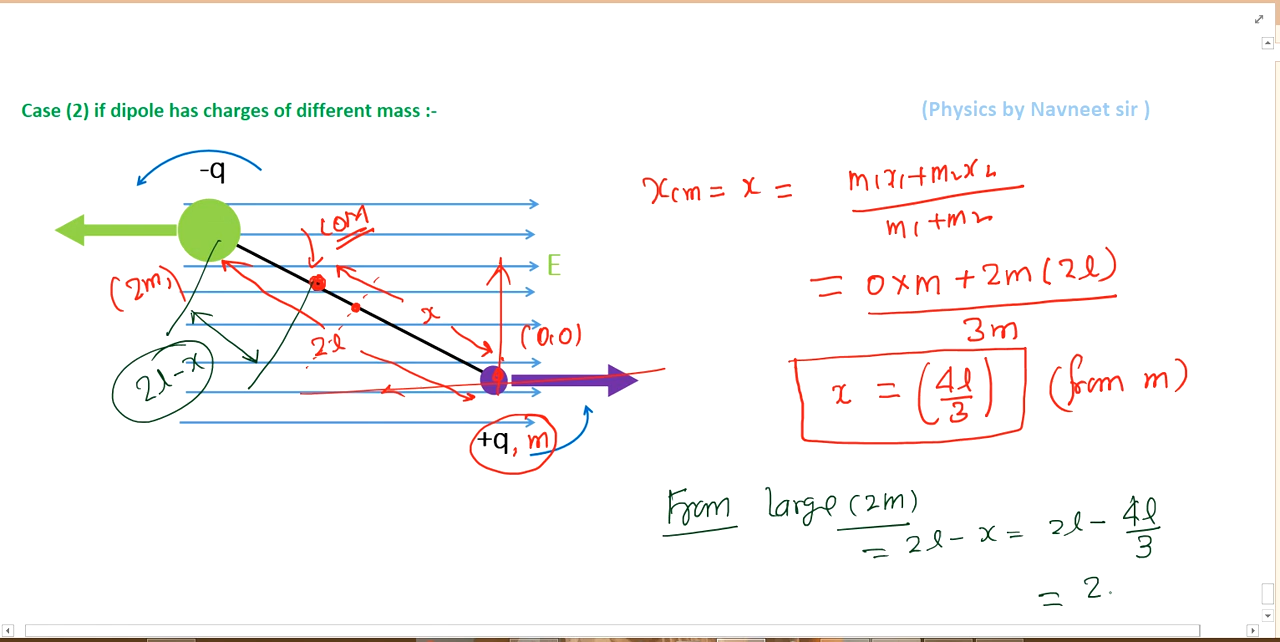 Case (2) if dipole has charges of different mass :-
(Physics by Navneet sir )
-q
COM
E
(2m)
x
2l
(0,0)
2l-x
+q, m
xcm = x = m1x1+m2x2
m1+m2
= 0xm+2m(2l)
3m
x = (4l/3) (from m)
From large (2m)
= 2l-x = 2l- 4l/3
= 2.